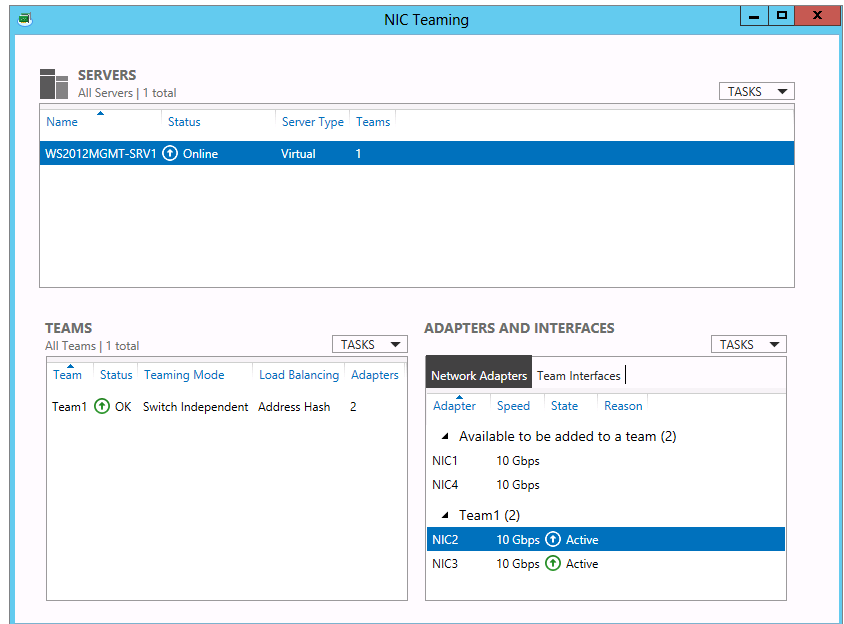 NIC Teaming
SERVERS
All Servers | 1 total
TASKS
Name Status Server Type Teams
WS2012MGMT-SRV1 Online Virtual 1
TEAMS
All Teams | 1 total
TASKS
Team Status Teaming Mode Load Balancing Adapters
Team1 OK Switch Independent Address Hash 2
ADAPTERS AND INTERFACES
TASKS
Network Adapters Team Interfaces
Adapter Speed State Reason
Available to be added to a team (2)
NIC1 10 Gbps
NIC4 10 Gbps
Team1 (2)
NIC2 10 Gbps Active
NIC3 10 Gbps Active